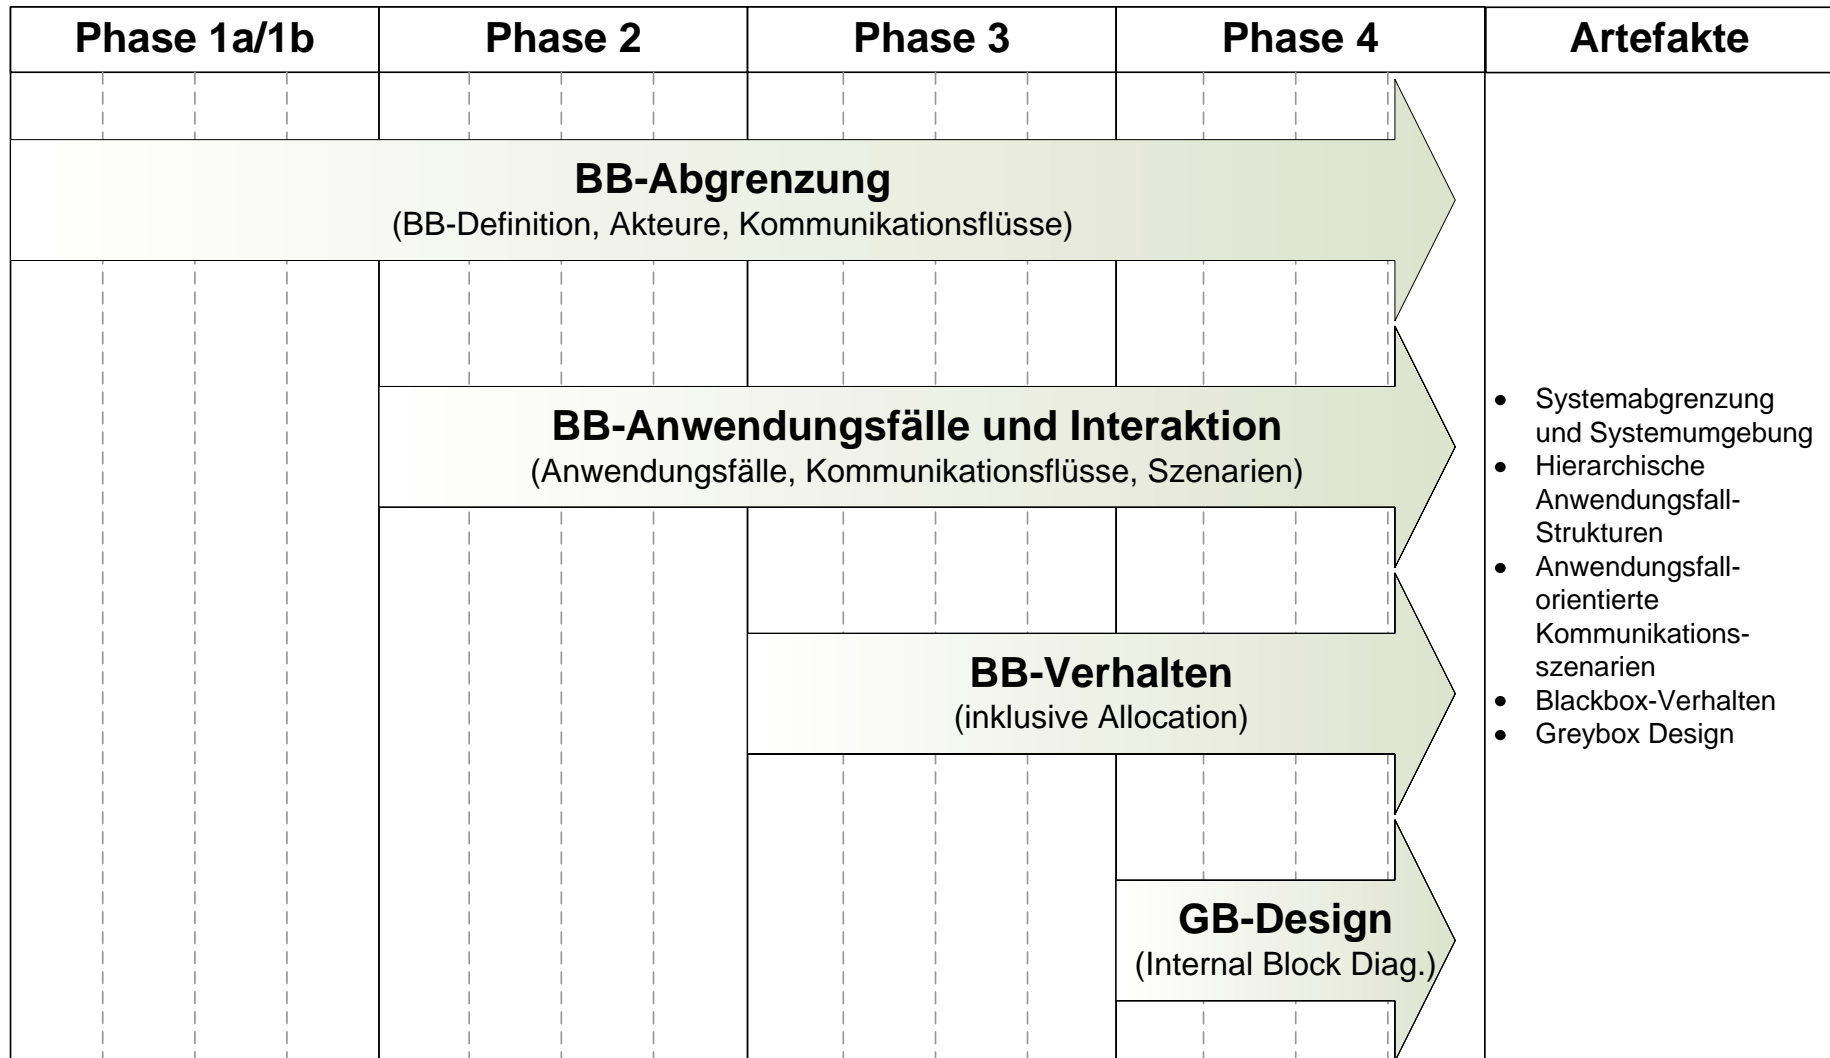 Phase 1a/1b
Phase 2
Phase 3
Phase 4
Artefakte
BB-Abgrenzung
(BB-Definition, Akteure, Kommunikationsflüsse)
BB-Anwendungsfälle und Interaktion
(Anwendungsfälle, Kommunikationsflüsse, Szenarien)
BB-Verhalten
(inklusive Allocation)
GB-Design
(Internal Block Diag.)
• Systemabgrenzung
und Systemumgebung
• Hierarchische
Anwendungsfall-
Strukturen
• Anwendungsfall-
orientierte
Kommunikations-
szenarien
• Blackbox-Verhalten
• Greybox Design